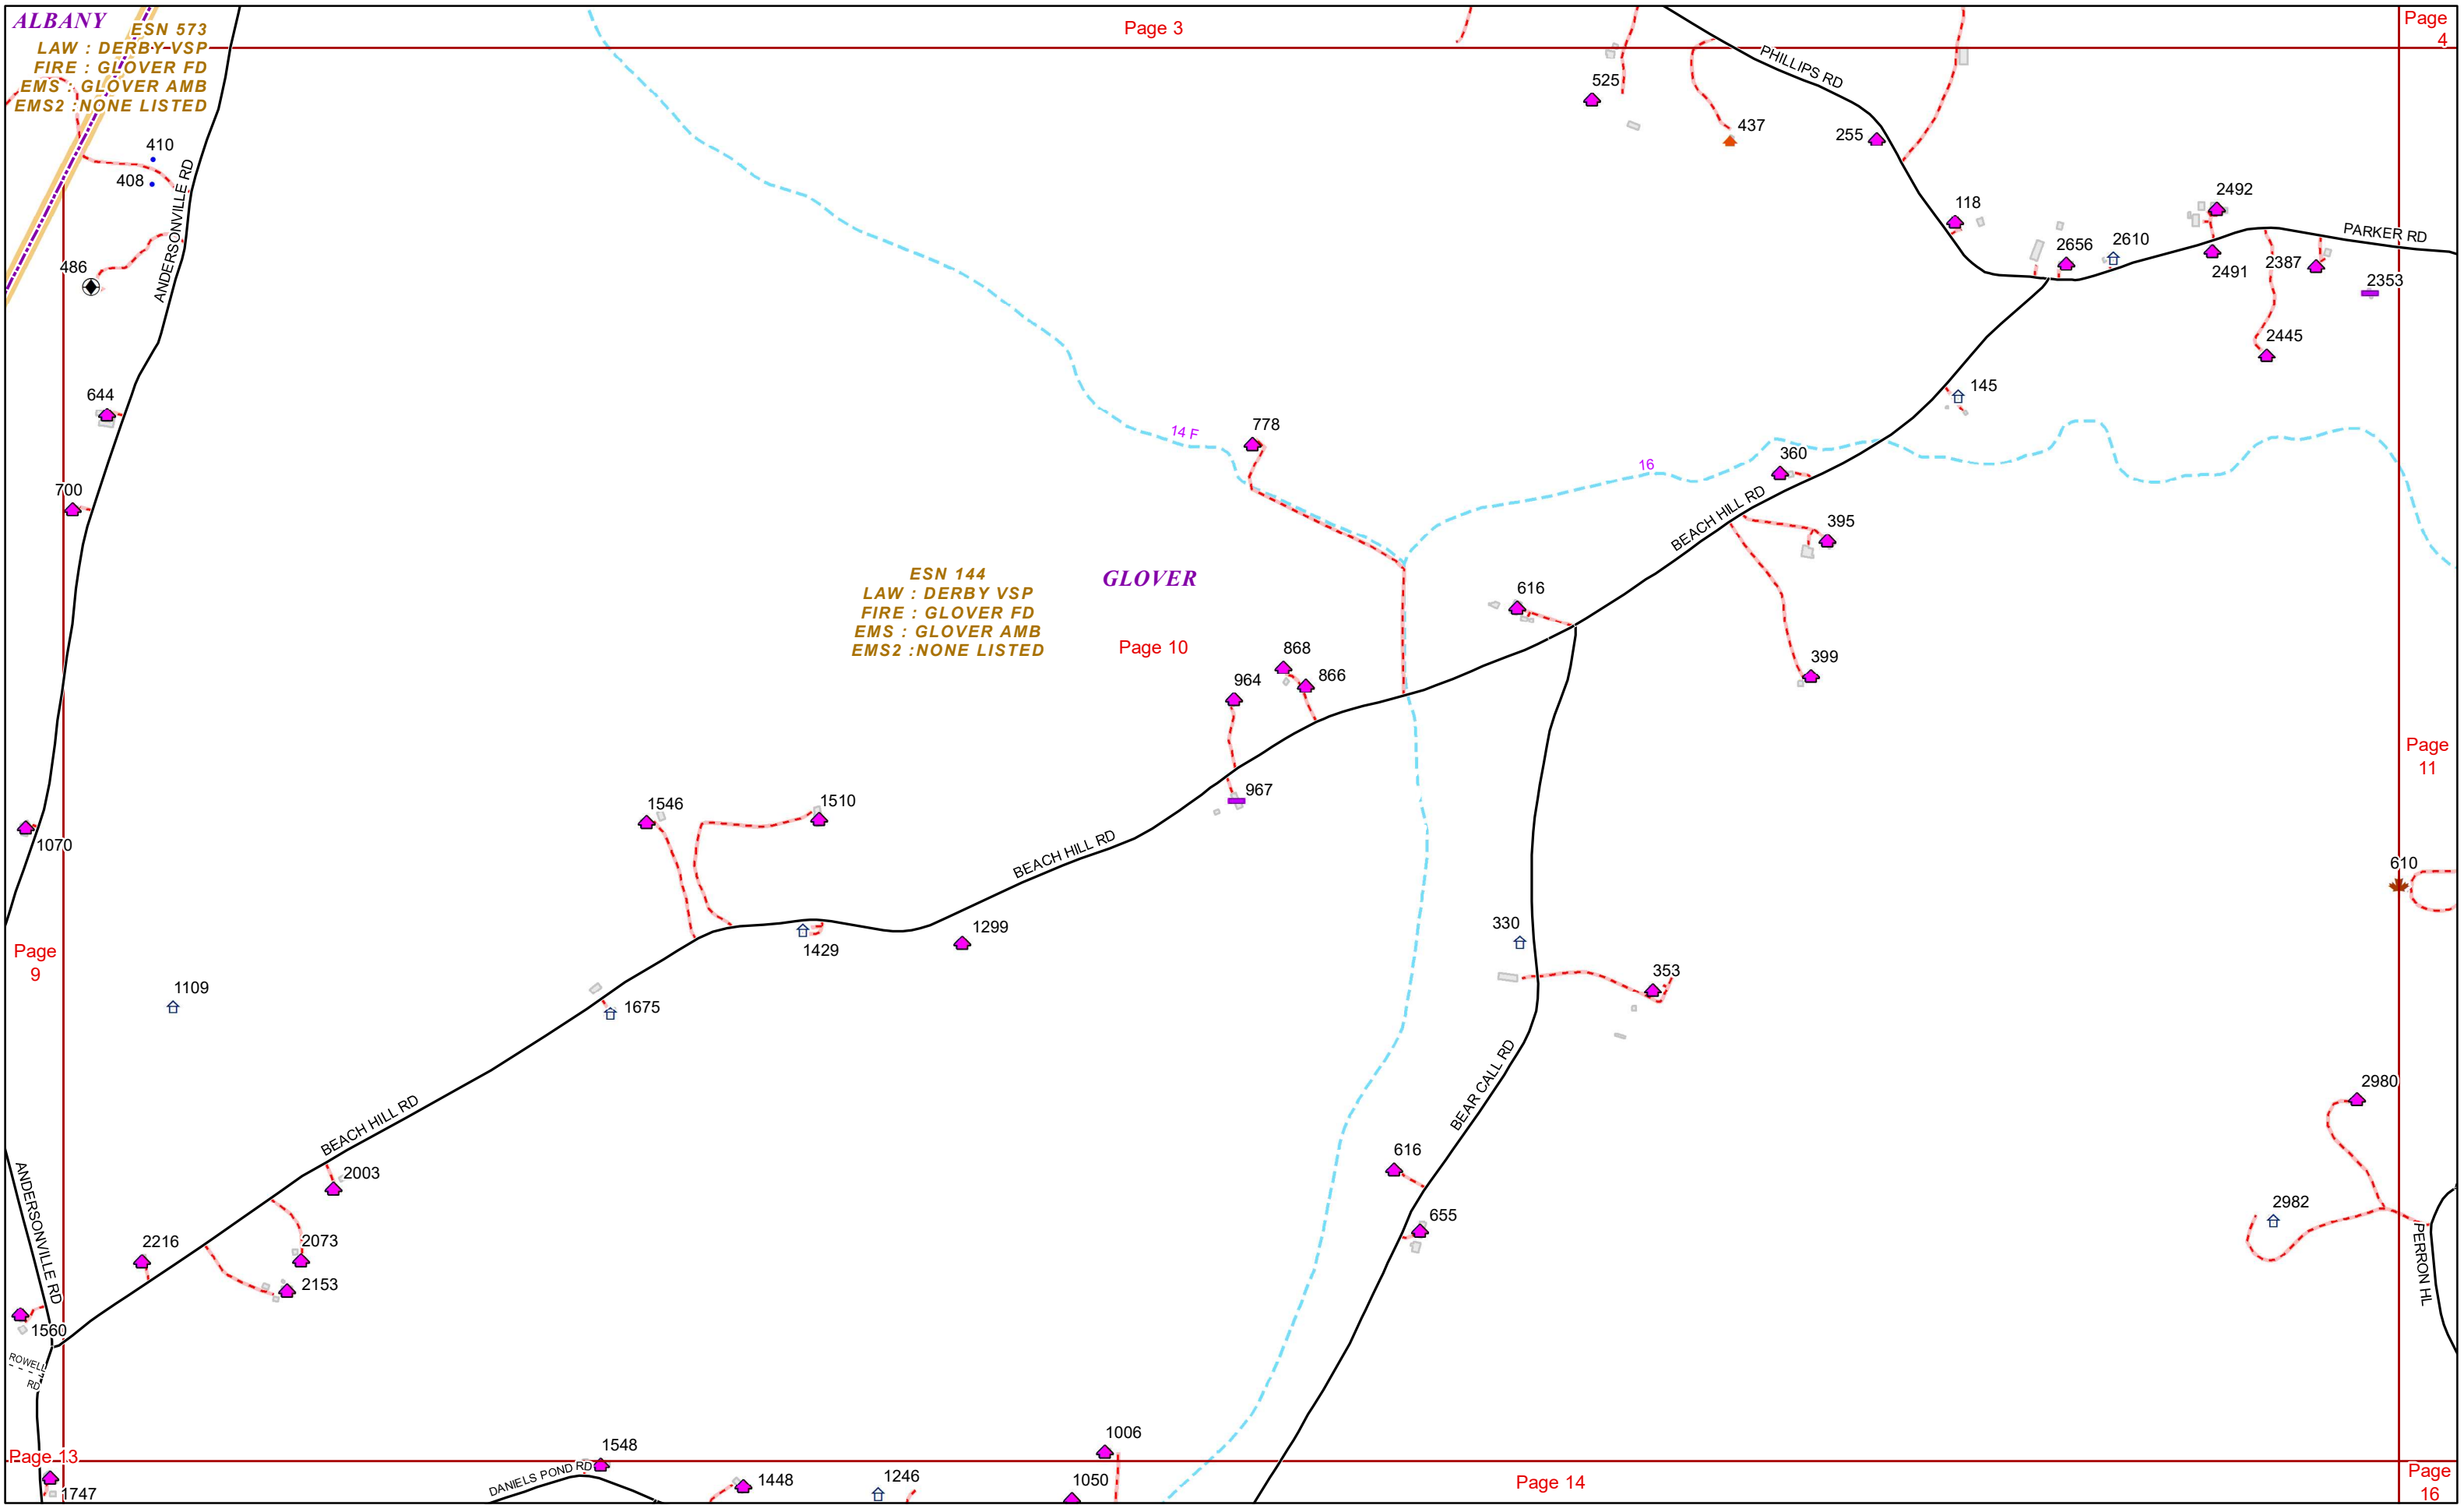 ALBANY
ESN 573
LAW : DERBY VSP
FIRE : GLOVER FD
EMS : GLOVER AMB
EMS2 :NONE LISTED
Page 3
Page
4
PHILLIPS RD
525
437
255
410
408
ANDERSONVILLE RD
486
118
2492
PARKER RD
2656
2610
2491
2387
2353
2445
644
145
778
14 F
16
360
700
BEACH HILL RD
395
ESN 144
LAW : DERBY VSP
FIRE : GLOVER FD
EMS : GLOVER AMB
EMS2 :NONE LISTED
GLOVER
Page 10
616
868
866
399
964
967
Page
11
1546
1510
BEACH HILL RD
1070
610
1299
1429
330
Page
9
353
1109
1675
BEAR CALL RD
2980
BEACH HILL RD
616
2003
655
2982
ANDERSONVILLE RD
2216
2073
2153
PERRON HL
1560
ROWELL
RD
1006
Page 13
1548
DANIELS POND RD
1448
1246
1050
Page 14
Page
16
1747